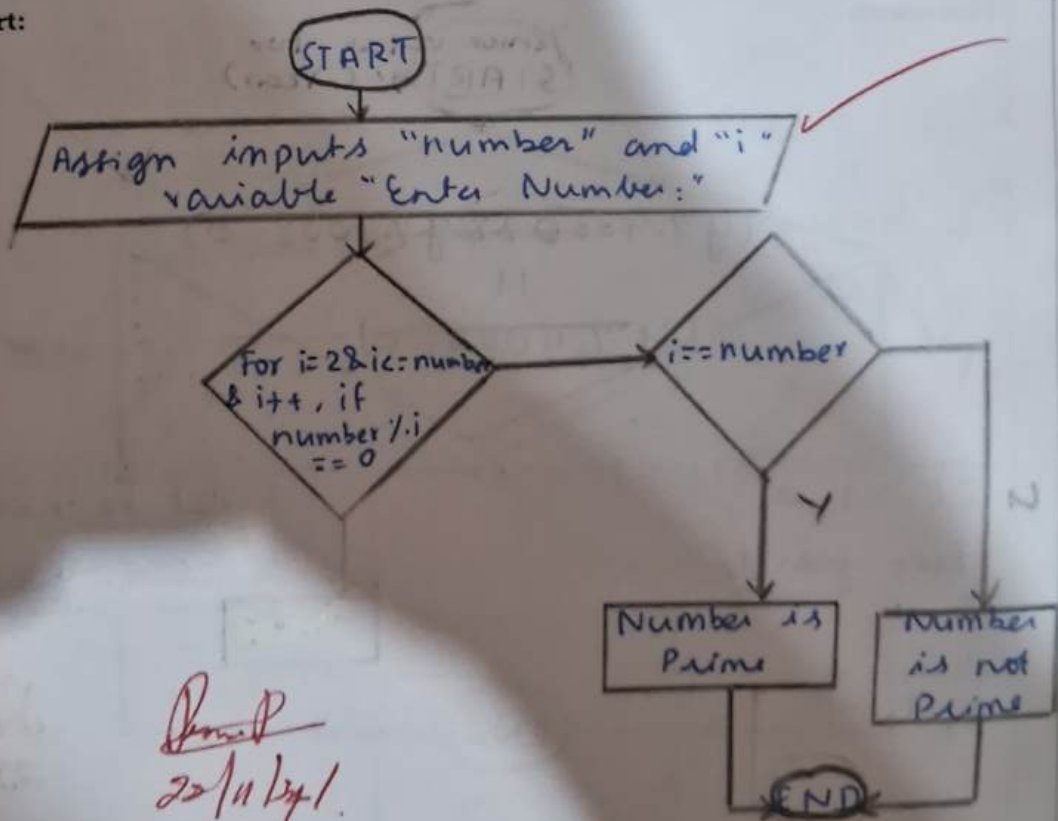 rt:
START
Assign inputs "number" and "i"
variable "Enter Number:"
For i=2&i<=number
& i++, if
number %i
== 0
i==number
Y
Number is
Prime
Number
is not
Prime
END
22/11/24